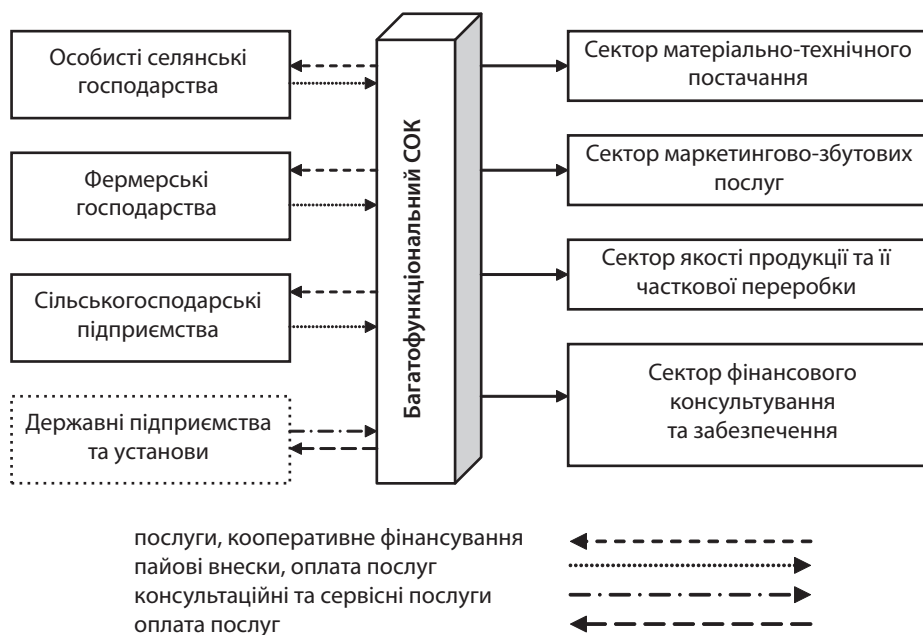 Особисті селянські
господарства
Фермерські
господарства
Сільськогосподарські
підприємства
Державні підприємства
та установи
Багатофункціональний СОК
Сектор матеріально-технічного
постачання
Сектор маркетингово-збутових
послуг
Сектор якості продукції та її
часткової переробки
Сектор фінансового
консультування
та забезпечення
послуги, кооперативне фінансування
пайові внески, оплата послуг
консультаційні та сервісні послуги
оплата послуг